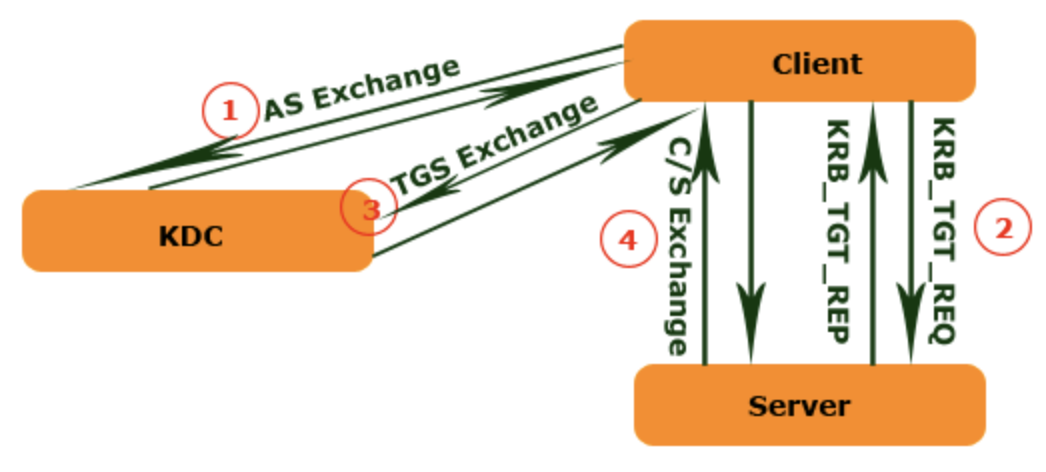 Client
1
AS Exchange
TGS Exchange
3
KDC
4
C/S Exchange
KRB_TGT_REP
KRB_TGT_REQ
2
Server